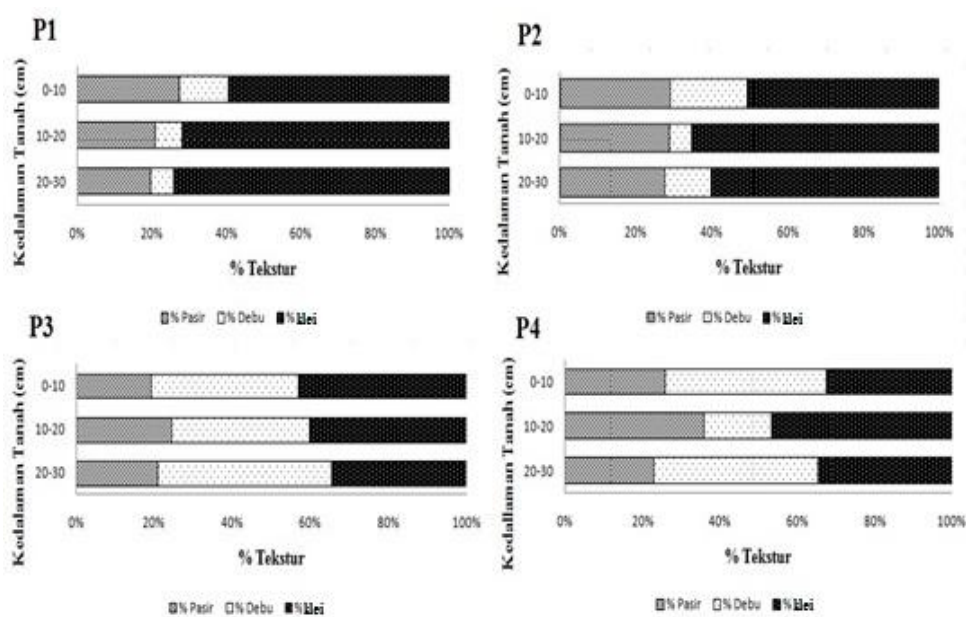 P1
Kedalaman Tanah (cm)
0-10
10-20
20-30
0% 20% 40% 60% 80% 100%
% Tekstur
% Pasir % Debu % klei
P2
Kedalaman Tanah (cm)
0-10
10-20
20-30
0% 20% 40% 60% 80% 100%
% Tekstur
% Pasir % Debu % klei
P3
Kedalaman Tanah (cm)
0-10
10-20
20-30
0% 20% 40% 60% 80% 100%
% Tekstur
% Pasir % Debu % klei
P4
Kedallaman Tanah (cm)
0-10
10-20
20-30
0% 20% 40% 60% 80% 100%
% Tekstur
% Pasir % Debu % klei